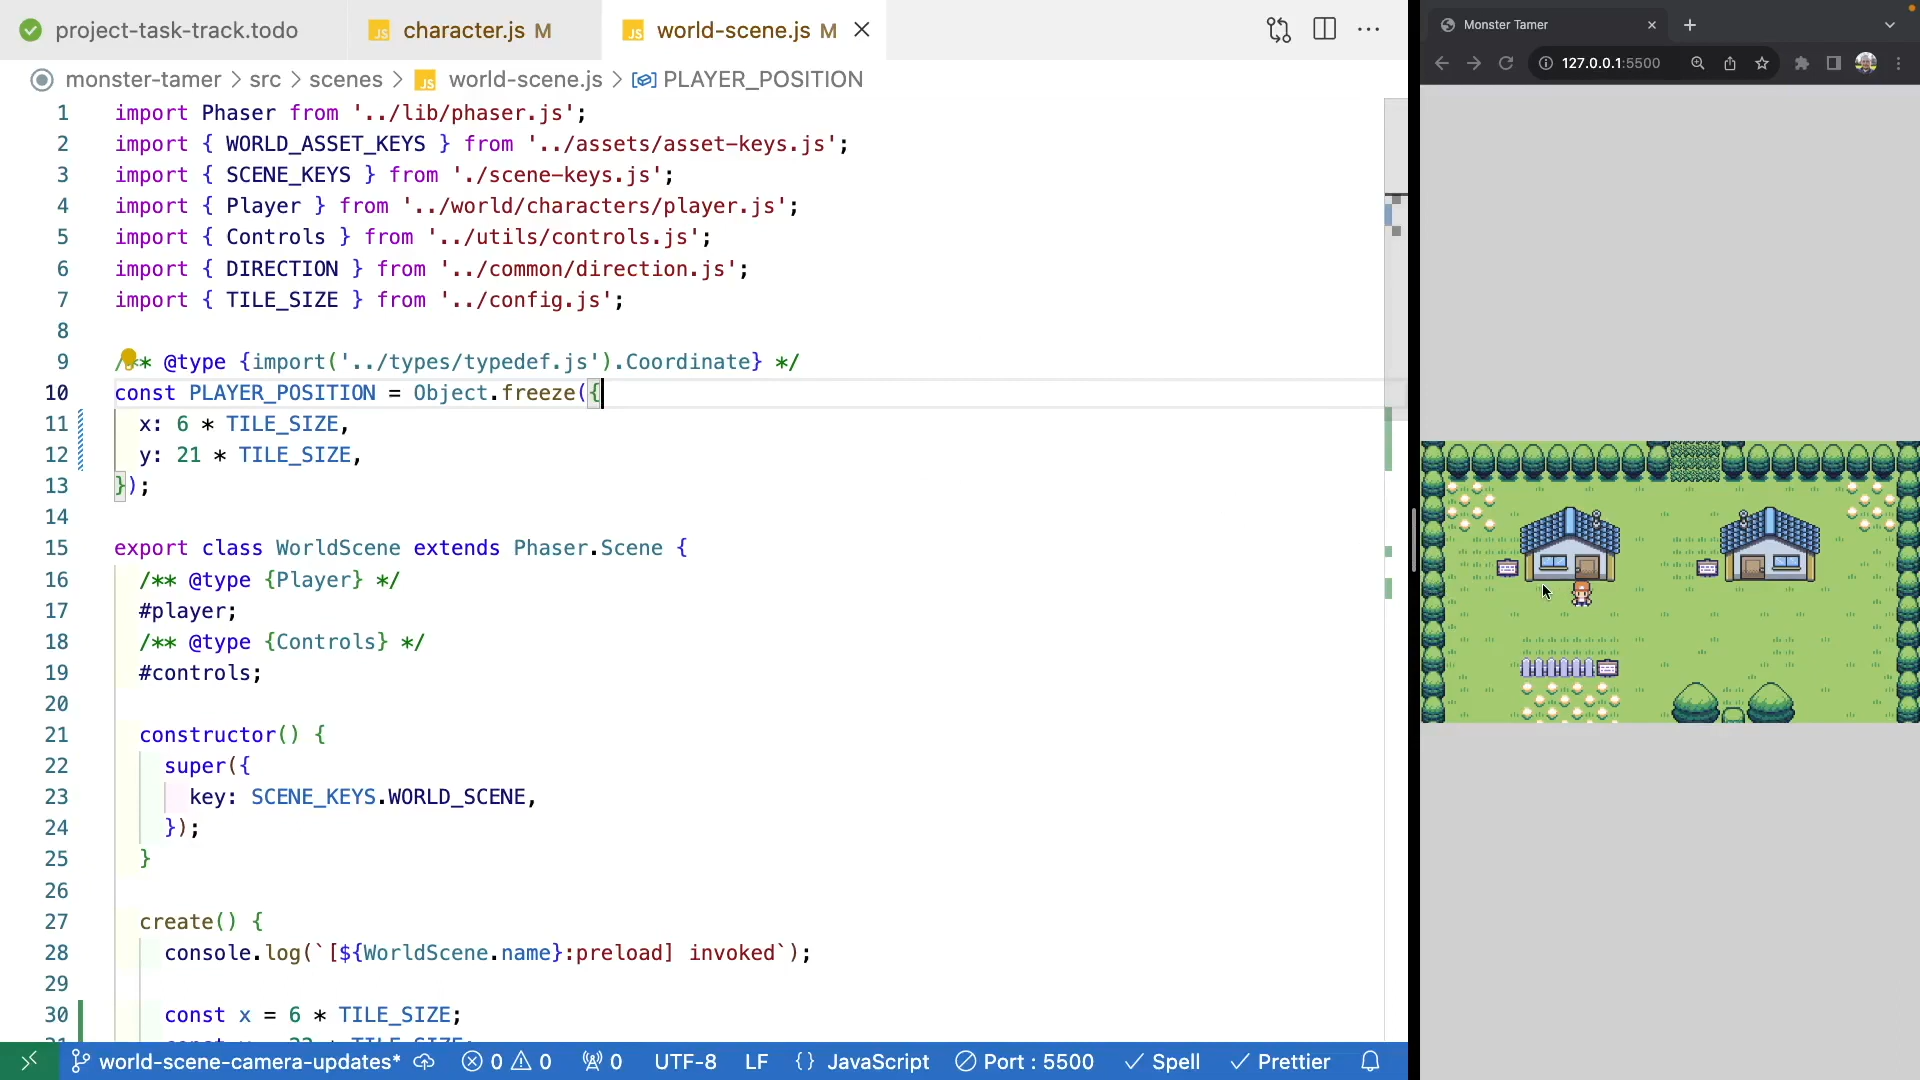 project-task-track.todo
JS character.js M
JS world-scene.js M
monster-tamer > src > scenes > JS world-scene.js > PLAYER_POSITION
1 import Phaser from '../lib/phaser.js';
2 import { WORLD_ASSET_KEYS } from '../assets/asset-keys.js';
3 import { SCENE_KEYS } from './scene-keys.js';
4 import { Player } from '../world/characters/player.js';
5 import { Controls } from '../utils/controls.js';
6 import { DIRECTION } from '../common/direction.js';
7 import { TILE_SIZE } from '../config.js';
8
9 /** @type {import('../types/typedef.js').Coordinate} */
10 const PLAYER_POSITION = Object.freeze({
11 x: 6 * TILE_SIZE,
12 y: 21 * TILE_SIZE,
13 });
14
15 export class WorldScene extends Phaser.Scene {
16 /** @type {Player} */
17 #player;
18 /** @type {Controls} */
19 #controls;
20
21 constructor() {
22 super({
23 key: SCENE_KEYS.WORLD_SCENE,
24 });
25 }
26
27 create() {
28 console.log(`[${WorldScene.name}:preload] invoked`);
29
30 const x = 6 * TILE_SIZE;
world-scene-camera-updates* 0 0 0 UTF-8 LF {} JavaScript Port : 5500 Spell Prettier
Monster Tamer
127.0.0.1:5500